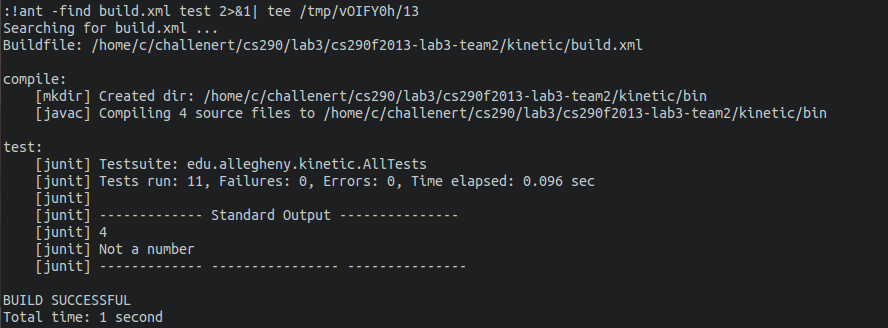 :!ant -find build.xml test 2>&1| tee /tmp/vOIFY0h/13
Searching for build.xml ...
Buildfile: /home/c/challenert/cs290/lab3/cs290f2013-lab3-team2/kinetic/build.xml

compile:
    [mkdir] Created dir: /home/c/challenert/cs290/lab3/cs290f2013-lab3-team2/kinetic/bin
    [javac] Compiling 4 source files to /home/c/challenert/cs290/lab3/cs290f2013-lab3-team2/kinetic/bin

test:
    [junit] Testsuite: edu.allegheny.kinetic.AllTests
    [junit] Tests run: 11, Failures: 0, Errors: 0, Time elapsed: 0.096 sec
    [junit]
    [junit] ------------- Standard Output ---------------
    [junit] 4
    [junit] Not a number
    [junit] ------------- ---------------- ---------------

BUILD SUCCESSFUL
Total time: 1 second